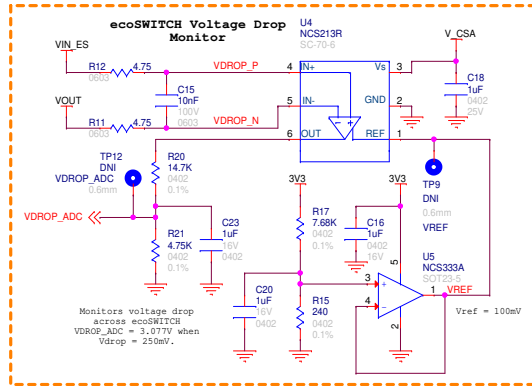 ecoSWITCH Voltage Drop
Monitor
U4
NCS213R
SC-70-6
VIN_ES
V_CSA
R12
4.75
0603
VDROP_P
4
IN+
Vs
3
C15
10nF
100V
0603
C18
1uF
0402
25V
VOUT
R11
4.75
0603
VDROP_N
5
IN-
GND
2
6
OUT
REF
1
TP12
DNI
VDROP_ADC
0.6mm
R20
14.7K
0402
0.1%
TP9
DNI
0.6mm
VREF
VDROP_ADC
3V3
3V3
R17
7.68K
0402
0.1%
C16
1uF
0402
16V
R21
4.75K
0402
0.1%
C23
1uF
16V
0402
U5
NCS333A
SOT23-5
5
3
+
4
−
1
VREF
2
C20
1uF
16V
0402
R15
240
0402
0.1%
Vref = 100mV
Monitors voltage drop
across ecoSWITCH
VDROP_ADC = 3.077V when
Vdrop = 250mV.